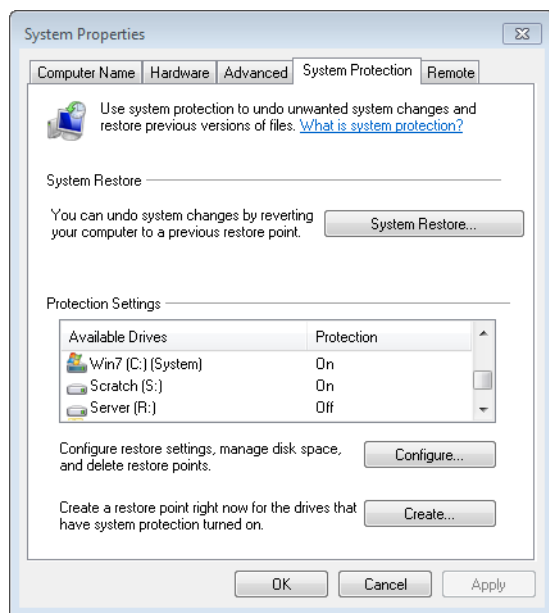 System Properties
Computer Name Hardware Advanced System Protection Remote
Use system protection to undo unwanted system changes and
restore previous versions of files. What is system protection?
System Restore
You can undo system changes by reverting
your computer to a previous restore point.
System Restore...
Protection Settings
Available Drives Protection
Win7 (C:) (System) On
Scratch (S:) On
Server (R:) Off
Configure restore settings, manage disk space,
and delete restore points.
Configure...
Create a restore point right now for the drives that
have system protection turned on.
Create...
OK Cancel Apply